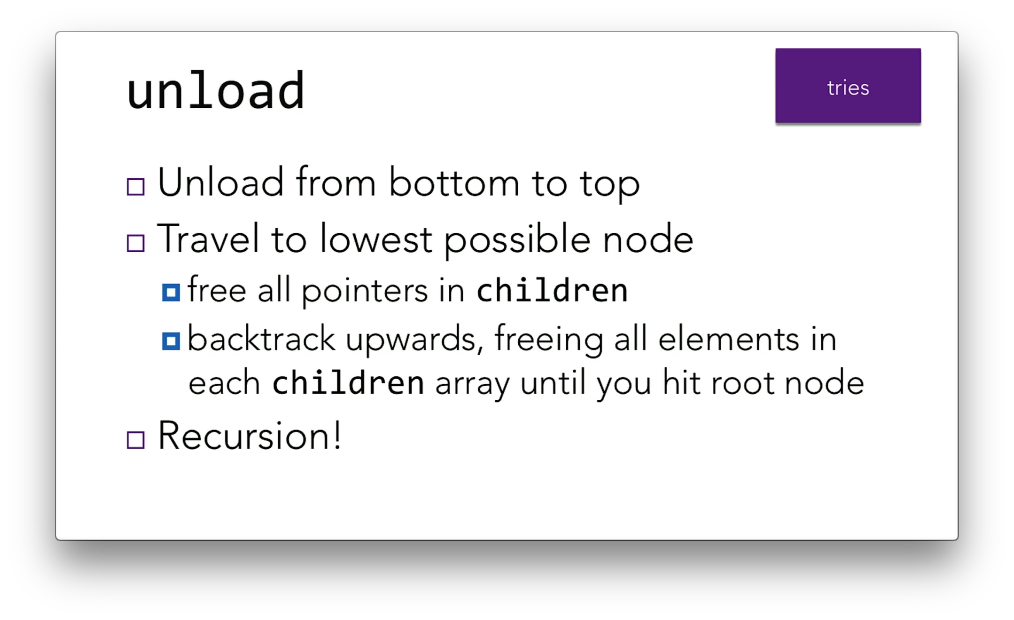 unload
tries
Unload from bottom to top
Travel to lowest possible node
free all pointers in children
backtrack upwards, freeing all elements in
each children array until you hit root node
Recursion!